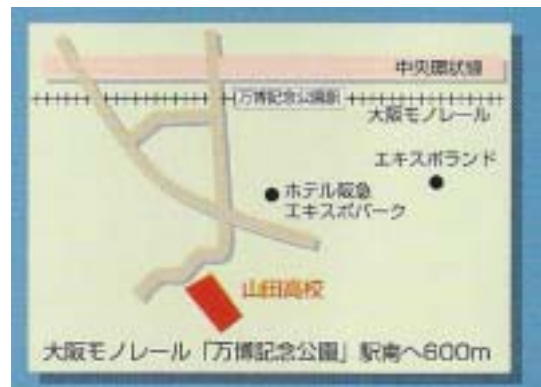 中央環状線
万博記念公園駅
大阪モノレール
エキスポランド
ホテル阪急
エキスポパーク
山田高校
大阪モノレール「万博記念公園」駅南へ600m